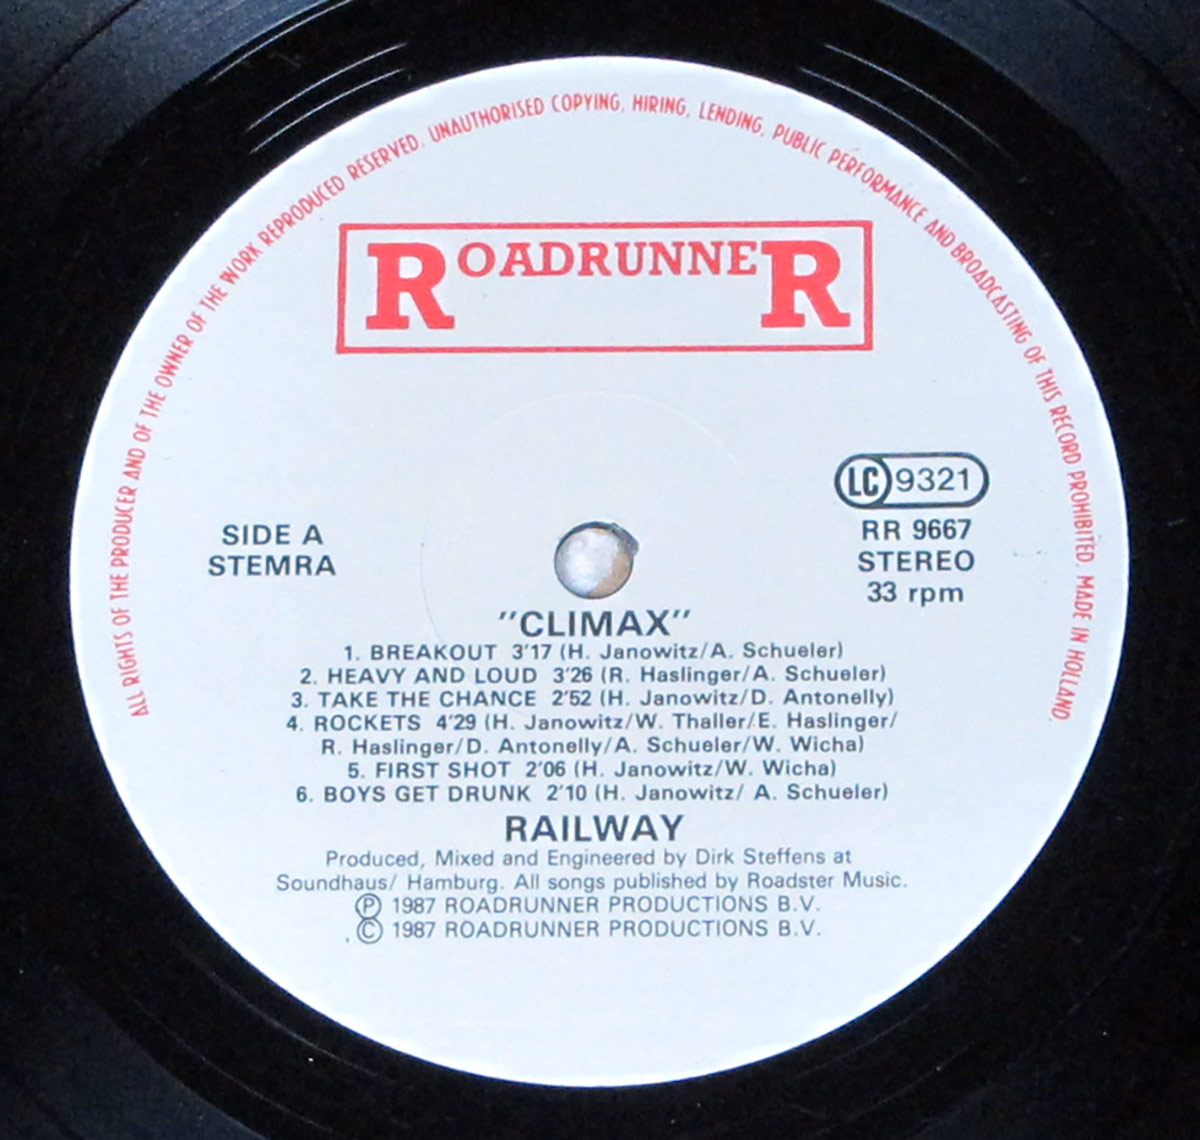 ALL RIGHTS OF THE PRODUCER AND OF THE OWNER OF THE WORK REPRODUCED RESERVED. UNAUTHORISED COPYING, HIRING, LENDING, PUBLIC PERFORMANCE AND BROADCASTING OF THIS RECORD PROHIBITED. MADE IN HOLLAND.
ROADRUNNER
LC 9321
RR 9667
STEREO
33 rpm
SIDE A
STEMRA
"CLIMAX"
1. BREAKOUT 3'17 (H. Janowitz/A. Schueler)
2. HEAVY AND LOUD 3'26 (R. Haslinger/A. Schueler)
3. TAKE THE CHANCE 2'52 (H. Janowitz/D. Antonelly)
4. ROCKETS 4'29 (H. Janowitz/W. Thaller/E. Haslinger/
R. Haslinger/D. Antonelly/A. Schueler/W. Wicha)
5. FIRST SHOT 2'06 (H. Janowitz/W. Wicha)
6. BOYS GET DRUNK 2'10 (H. Janowitz/ A. Schueler)
RAILWAY
Produced, Mixed and Engineered by Dirk Steffens at
Soundhaus/ Hamburg. All songs published by Roadster Music.
Ⓟ 1987 ROADRUNNER PRODUCTIONS B.V.
© 1987 ROADRUNNER PRODUCTIONS B.V.